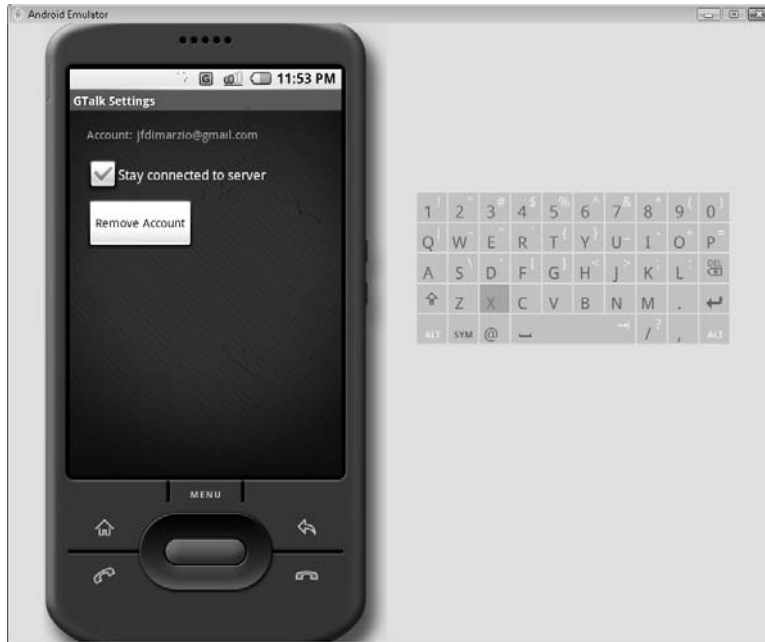 Android Emulator
G
11:53 PM
GTalk Settings
Account: jfdimarzio@gmail.com
Stay connected to server
Remove Account
MENU
1 ! 2 " 3 # 4 $ 5 % 6 ^ 7 & 8 * 9 ( 0 )
Q | W ~ E " R ` T { Y } U _ I - O + P =
A S \ D ' F [ G ] H < J > K ; L : DEL
Z X C V B N M .
ALT SYM @ / ? , ALT